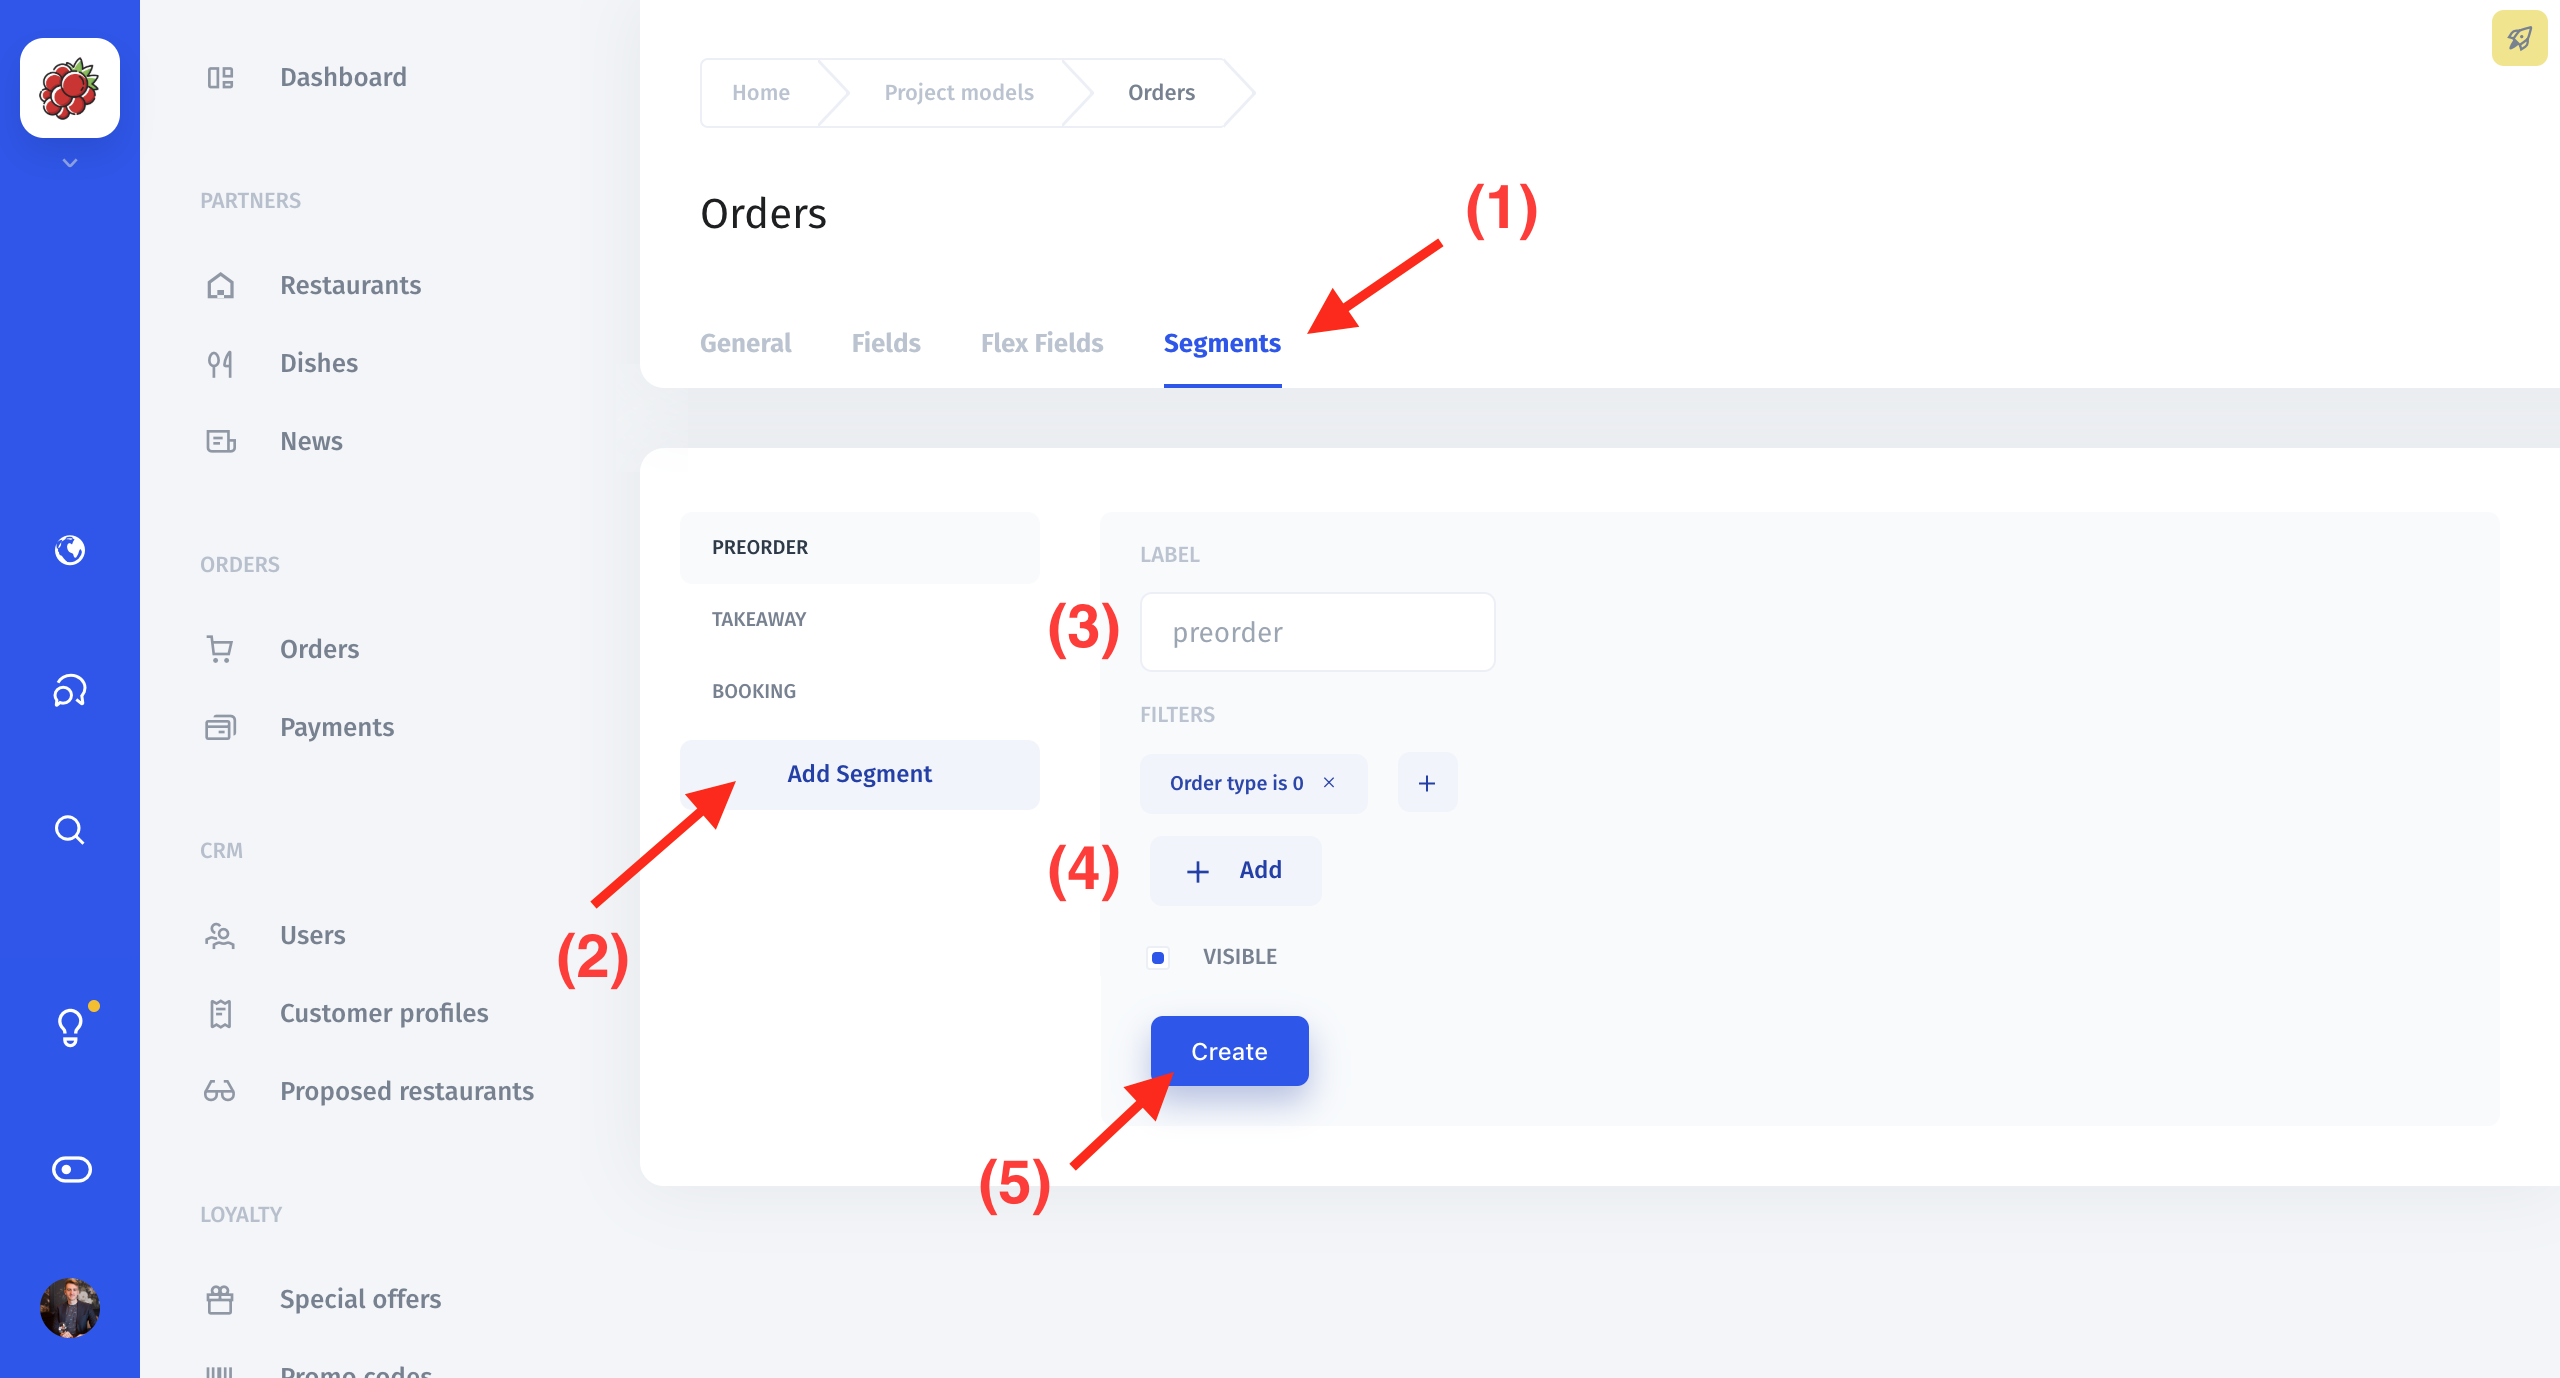 Dashboard
PARTNERS
Restaurants
Dishes
News
ORDERS
Orders
Payments
CRM
Users
Customer profiles
Proposed restaurants
LOYALTY
Special offers
Promo codes
Home
Project models
Orders
Orders
(1)
General
Fields
Flex Fields
Segments
PREORDER
TAKEAWAY
BOOKING
Add Segment
(2)
LABEL
(3)
preorder
FILTERS
Order type is 0 ×
+
(4)
+ Add
VISIBLE
Create
(5)